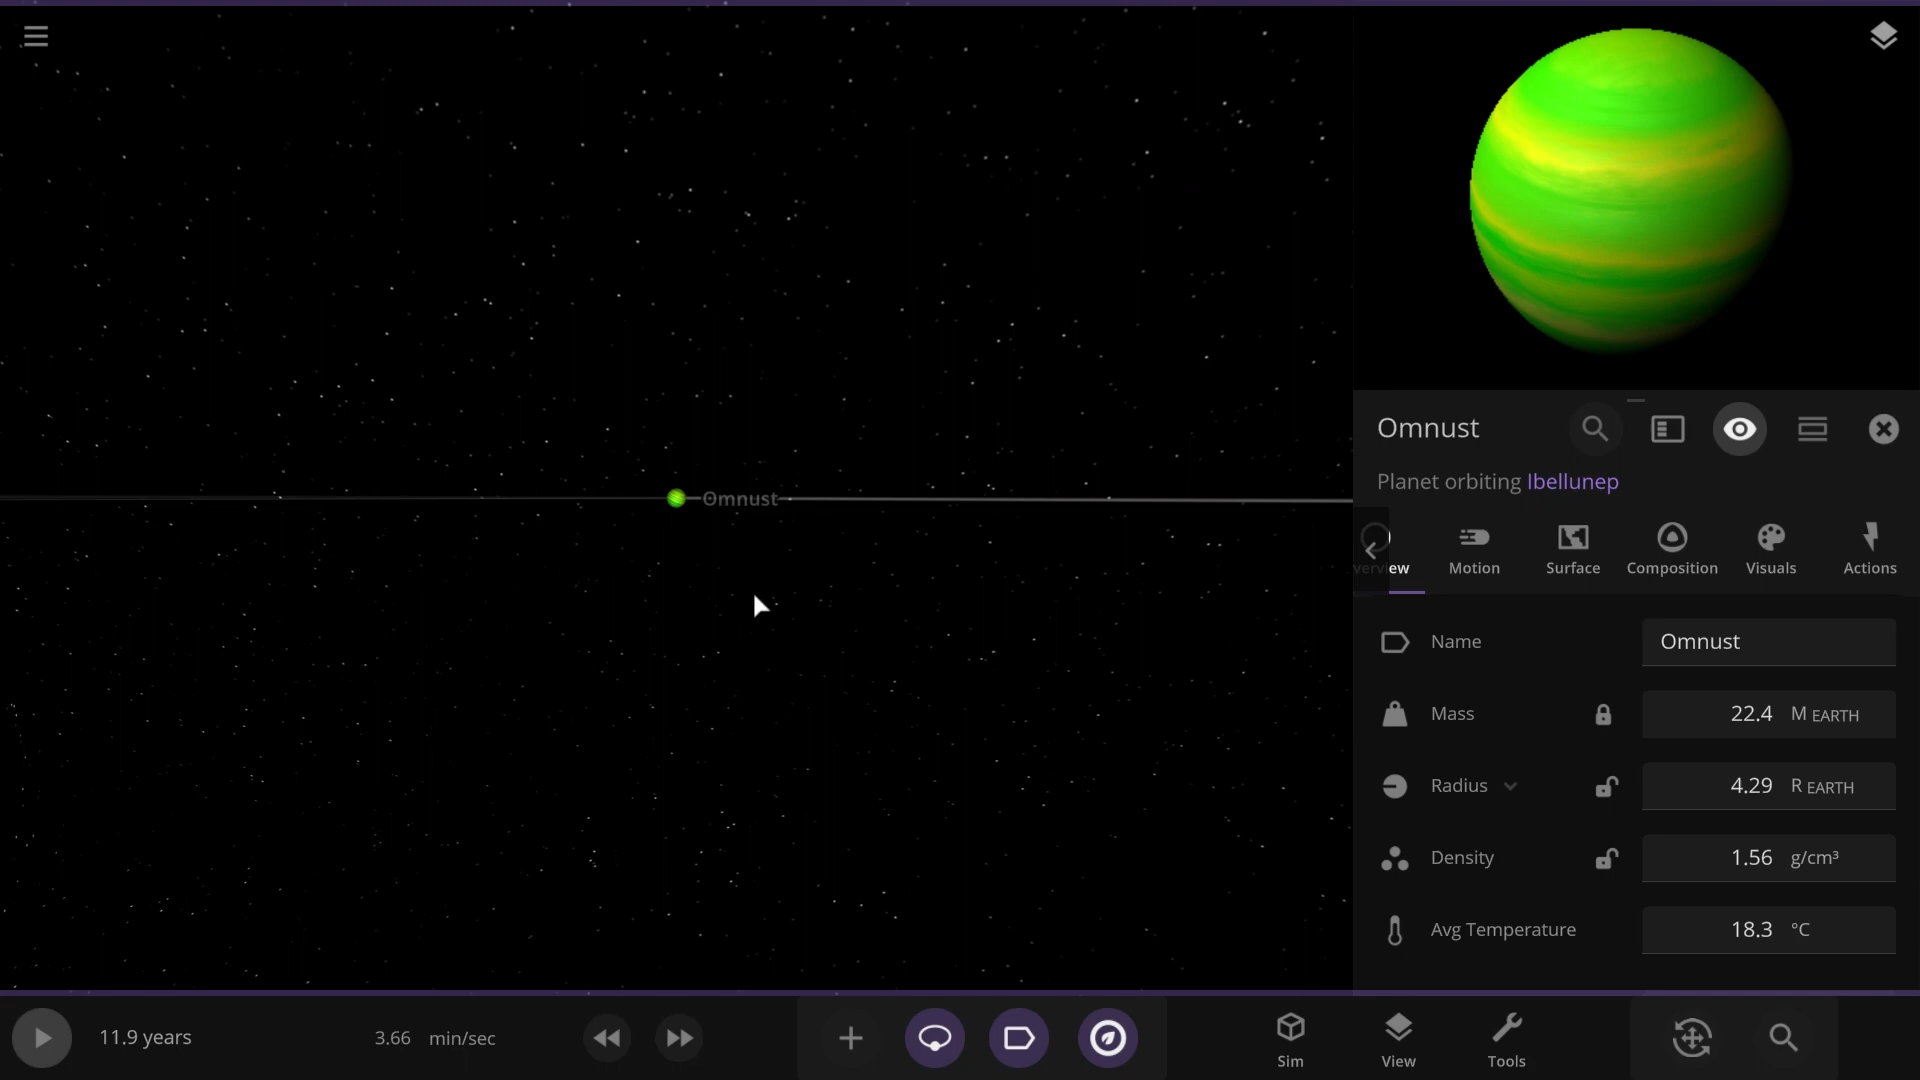 Omnust
Omnust
Planet orbiting Ibellunep
verview
Motion
Surface
Composition
Visuals
Actions
Name
Omnust
Mass
22.4 M EARTH
Radius
4.29 R EARTH
Density
1.56 g/cm³
Avg Temperature
18.3 °C
11.9 years
3.66 min/sec
Sim
View
Tools